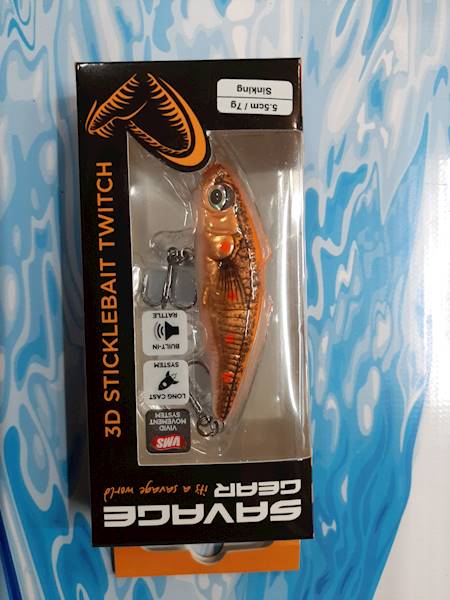 SAVAGE
GEAR
it's a savage world
3D STICKLEBAIT TWITCH
VMS
VIVID
MOVEMENT
SYSTEM
LONG CAST
SYSTEM
BUILT-IN
RATTLE
5.5cm / 7g
Sinking